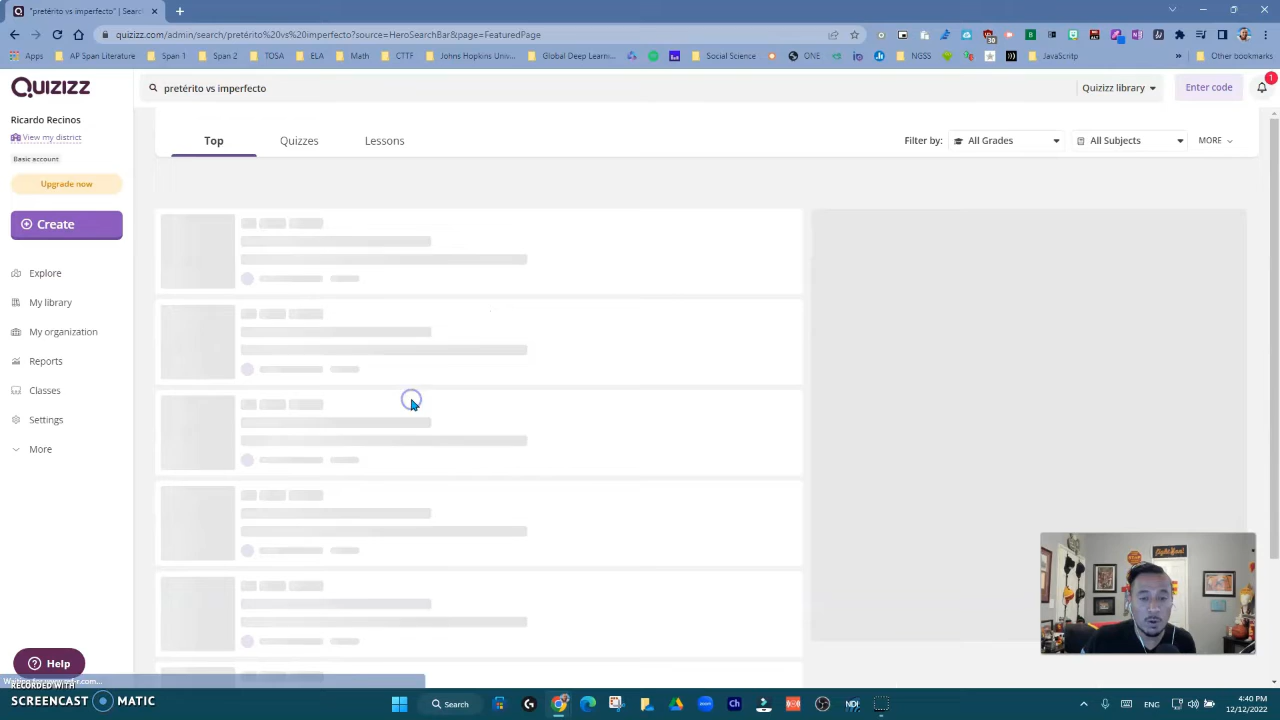 "pretérito vs imperfecto" | Searc
quizizz.com/admin/search/pretérito%20vs%20imperfecto?source=HeroSearchBar&page=FeaturedPage
Apps
AP Span Literature
Span 1
Span 2
TOSA
ELA
Math
CTTF
Johns Hopkins Univ...
Global Deep Learni...
Social Science
ONE
NGSS
JavaScritp
»
Other bookmarks
QUIZIZZ
pretérito vs imperfecto
Quizizz library
Enter code
1
Ricardo Recinos
View my district
Basic account
Upgrade now
Create
Top
Quizzes
Lessons
Filter by:
All Grades
All Subjects
MORE
Explore
My library
My organization
Reports
Classes
Settings
More
Help
RECORDED WITH
SCREENCAST MATIC
Search
ENG
4:40 PM
12/12/2022